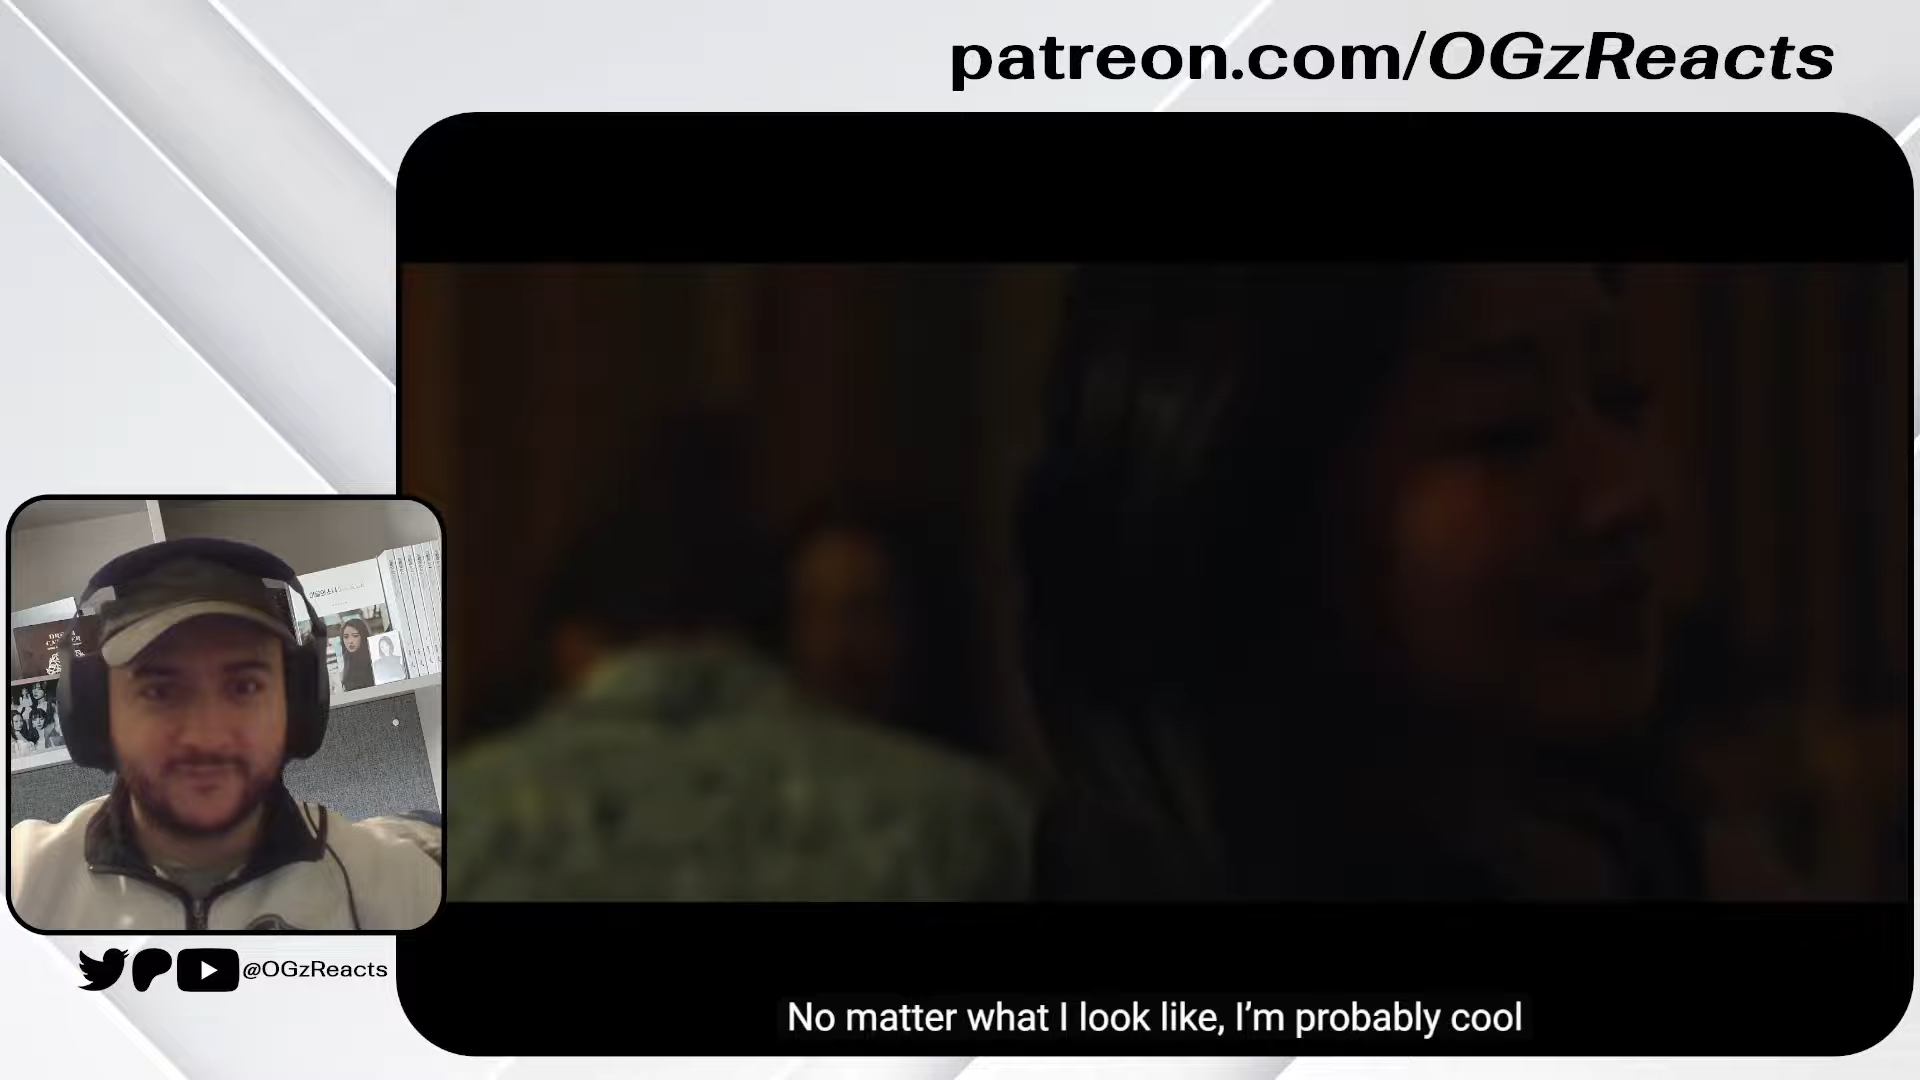 patreon.com/OGzReacts
@OGzReacts
No matter what I look like, I’m probably cool